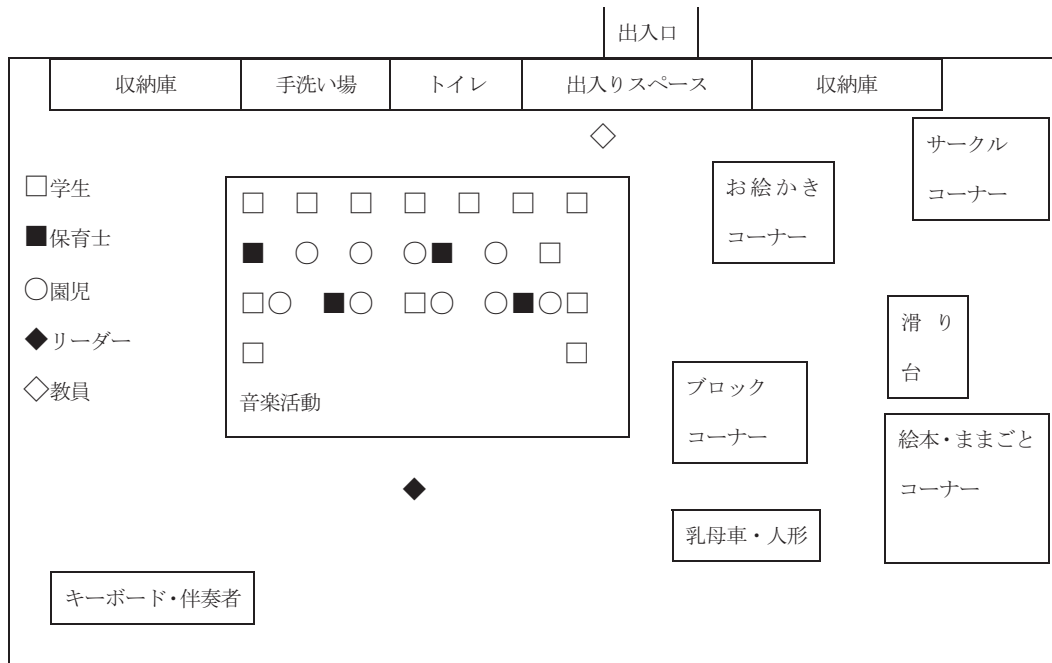 出入口
収納庫
手洗い場
トイレ
出入りスペース
収納庫
サークル
コーナー
お絵かき
コーナー
□学生
■保育士
○園児
◆リーダー
◇教員
滑り
台
音楽活動
ブロック
コーナー
絵本・ままごと
コーナー
乳母車・人形
キーボード・伴奏者